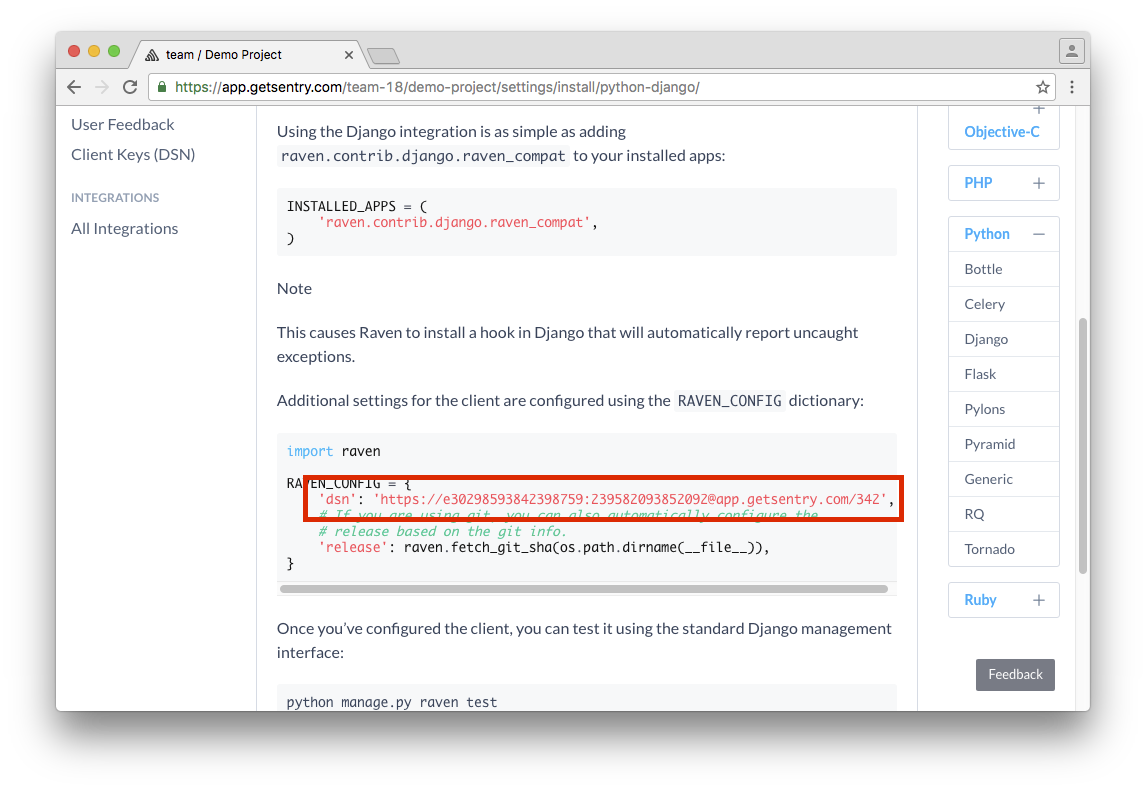 team / Demo Project
https://app.getsentry.com/team-18/demo-project/settings/install/python-django/
User Feedback
Client Keys (DSN)
INTEGRATIONS
All Integrations
Using the Django integration is as simple as adding
raven.contrib.django.raven_compat to your installed apps:
INSTALLED_APPS = (
'raven.contrib.django.raven_compat',
)
Note
This causes Raven to install a hook in Django that will automatically report uncaught
exceptions.
Additional settings for the client are configured using the RAVEN_CONFIG dictionary:
import raven
RAVEN_CONFIG = {
'dsn': 'https://e30298593842398759:2395820938520​92@app.getsentry.com/342',
# If you are using git, you can also automatically configure the
# release based on the git info.
'release': raven.fetch_git_sha(os.path.dirname(__file__)),
}
Once you've configured the client, you can test it using the standard Django management
interface:
python manage.py raven test
Objective-C
PHP
Python
Bottle
Celery
Django
Flask
Pylons
Pyramid
Generic
RQ
Tornado
Ruby
Feedback